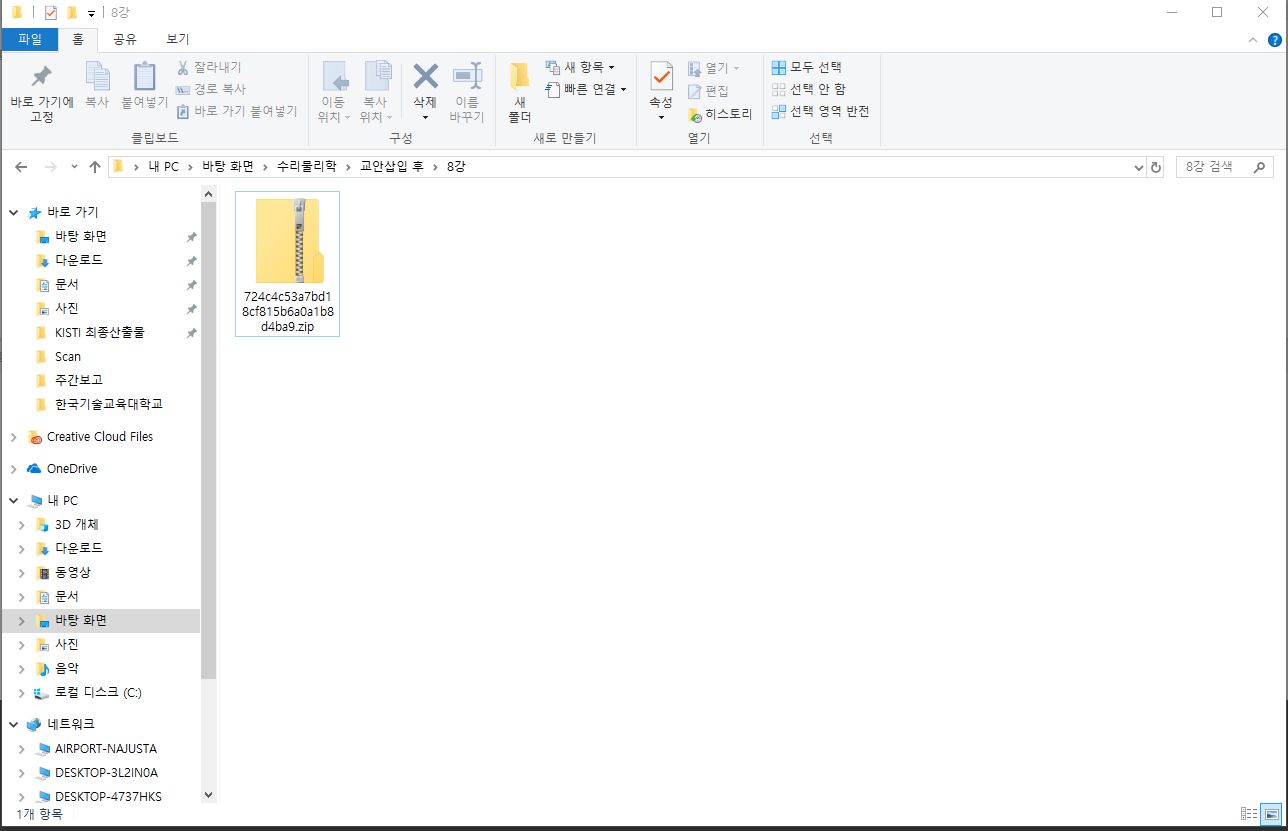 8강
파일 홈 공유 보기
바로 가기에 고정
복사
붙여넣기
잘라내기
경로 복사
바로 가기 붙여넣기
클립보드
이동 위치
복사 위치
삭제
이름 바꾸기
구성
새 폴더
새 항목
빠른 연결
새로 만들기
속성
열기
편집
히스토리
열기
모두 선택
선택 안 함
선택 영역 반전
선택
내 PC > 바탕 화면 > 수리물리학 > 교안삽입 후 > 8강
8강 검색
바로 가기
바탕 화면
다운로드
문서
사진
KISTI 최종산출물
Scan
주간보고
한국기술교육대학교
Creative Cloud Files
OneDrive
내 PC
3D 개체
다운로드
동영상
문서
바탕 화면
사진
음악
로컬 디스크 (C:)
네트워크
AIRPORT-NAJUSTA
DESKTOP-3L2IN0A
DESKTOP-4737HKS
724c4c53a7bd1
8cf815b6a0a1b8
d4ba9.zip
1개 항목